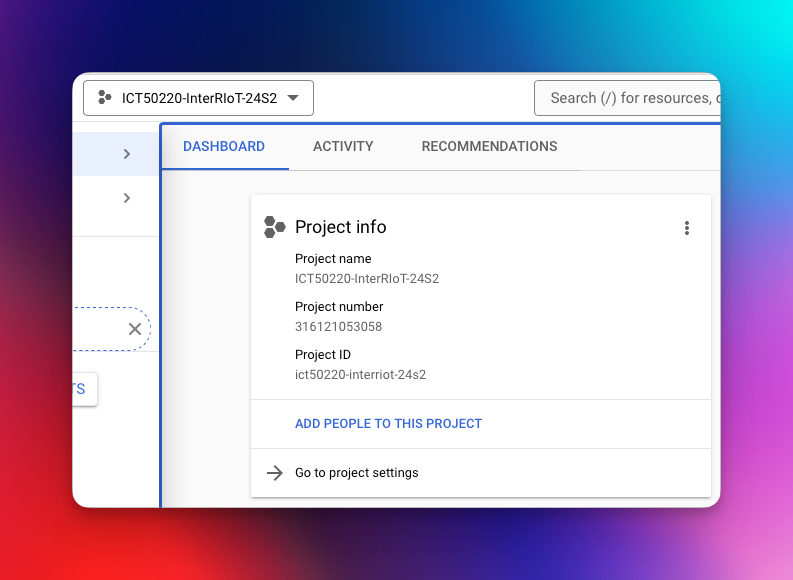 ICT50220-InterRIoT-24S2
Search (/) for resources,
DASHBOARD
ACTIVITY
RECOMMENDATIONS
Project info
Project name
ICT50220-InterRIoT-24S2
Project number
316121053058
Project ID
ict50220-interriot-24s2
TS
ADD PEOPLE TO THIS PROJECT
Go to project settings